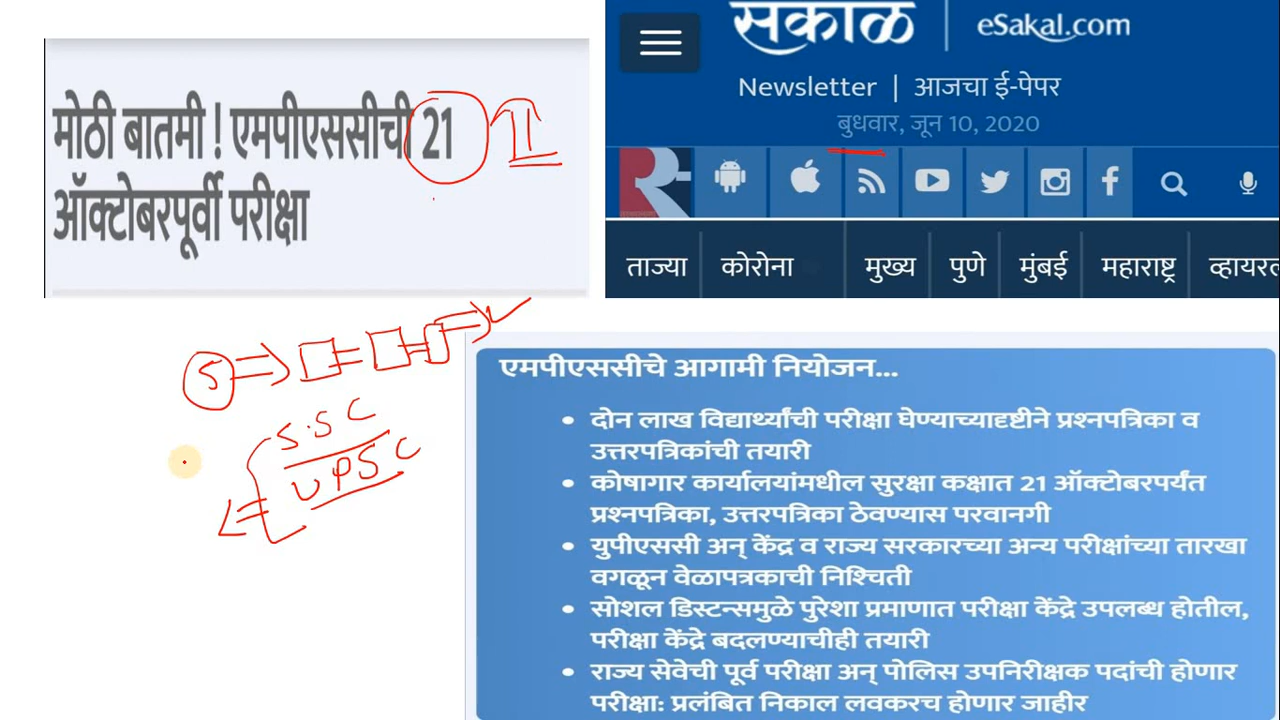 मोठी बातमी ! एमपीएससीची 21
ऑक्टोबरपूर्वी परीक्षा
सकाळ | eSakal.com
Newsletter | आजचा ई-पेपर
बुधवार, जून 10, 2020
ताज्या कोरोना मुख्य पुणे मुंबई महाराष्ट्र व्हायरल
5
S.SC
UPSC
एमपीएससीचे आगामी नियोजन...
• दोन लाख विद्यार्थ्यांची परीक्षा घेण्याच्यादृष्टीने प्रश्नपत्रिका व
उत्तरपत्रिकांची तयारी
• कोषागार कार्यालयांमधील सुरक्षा कक्षात 21 ऑक्टोबरपर्यंत
प्रश्नपत्रिका, उत्तरपत्रिका ठेवण्यास परवानगी
• युपीएससी अन् केंद्र व राज्य सरकारच्या अन्य परीक्षांच्या तारखा
वगळून वेळापत्रकाची निश्चिती
• सोशल डिस्टन्समुळे पुरेशा प्रमाणात परीक्षा केंद्रे उपलब्ध होतील,
परीक्षा केंद्रे बदलण्याचीही तयारी
• राज्य सेवेची पूर्व परीक्षा अन् पोलिस उपनिरीक्षक पदांची होणार
परीक्षा: प्रलंबित निकाल लवकरच होणार जाहीर